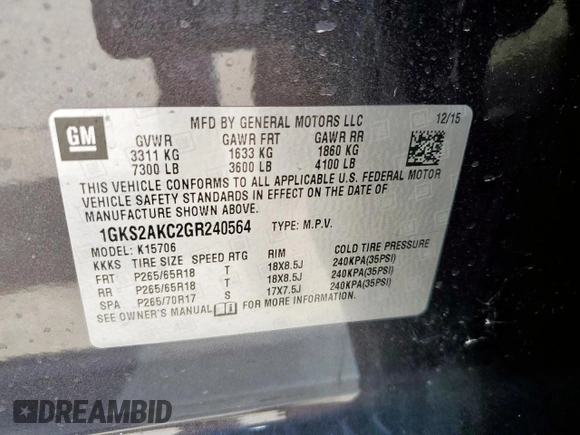 GM
MFD BY GENERAL MOTORS LLC 12/15
GVWR GAWR FRT GAWR RR
3311 KG 1633 KG 1860 KG
7300 LB 3600 LB 4100 LB
THIS VEHICLE CONFORMS TO ALL APPLICABLE U.S. FEDERAL MOTOR
VEHICLE SAFETY STANDARDS IN EFFECT ON THE DATE OF
MANUFACTURE SHOWN ABOVE.
1GKS2AKC2GR240564 TYPE: M.P.V.
MODEL: K15706
KKKS TIRE SIZE SPEED RTG RIM COLD TIRE PRESSURE
FRT P265/65R18 T 18X8.5J 240KPA(35PSI)
RR P265/65R18 T 18X8.5J 240KPA(35PSI)
SPA P265/70R17 S 17X7.5J 240KPA(35PSI)
SEE OWNER'S MANUAL FOR MORE INFORMATION.
DREAMBID